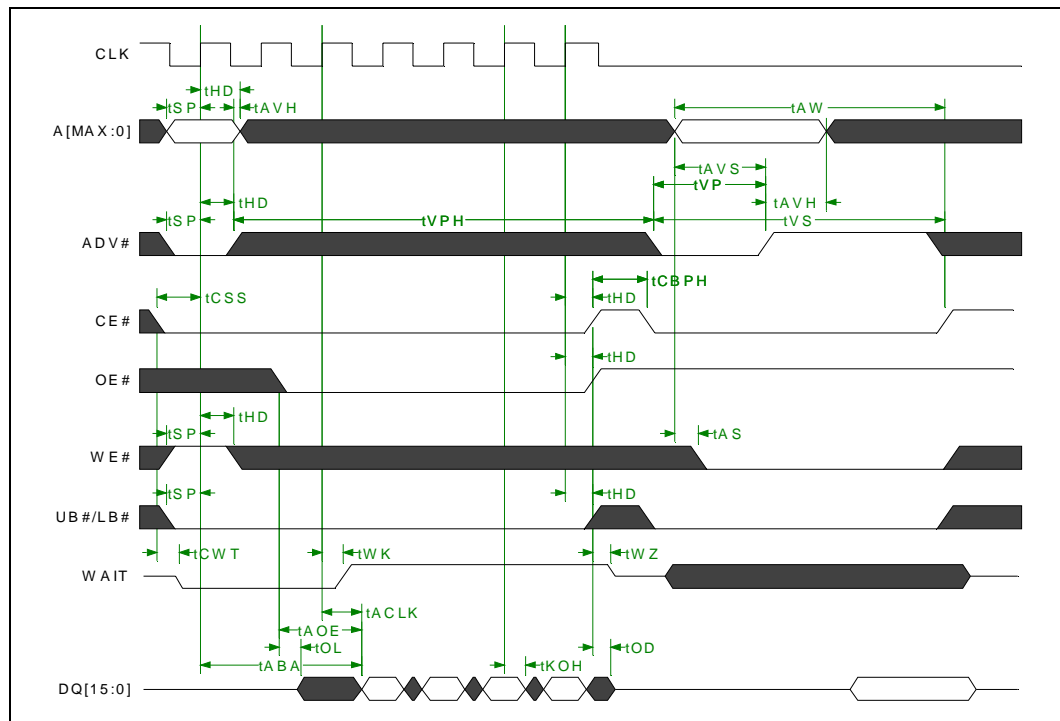 CLK
tHD
tSP tAVH tAW
A[MAX:0]
tAVS
tVP
tHD tAVH
tSP tVPH tVS
ADV#
tCBPH
tCSS tHD
CE#
tHD
OE#
tHD
tSP tAS
WE#
tSP tHD
UB#/LB#
tCWT tWK tWZ
WAIT
tACLK
tAOE
tOL tOD
tABA tKOH
DQ[15:0]